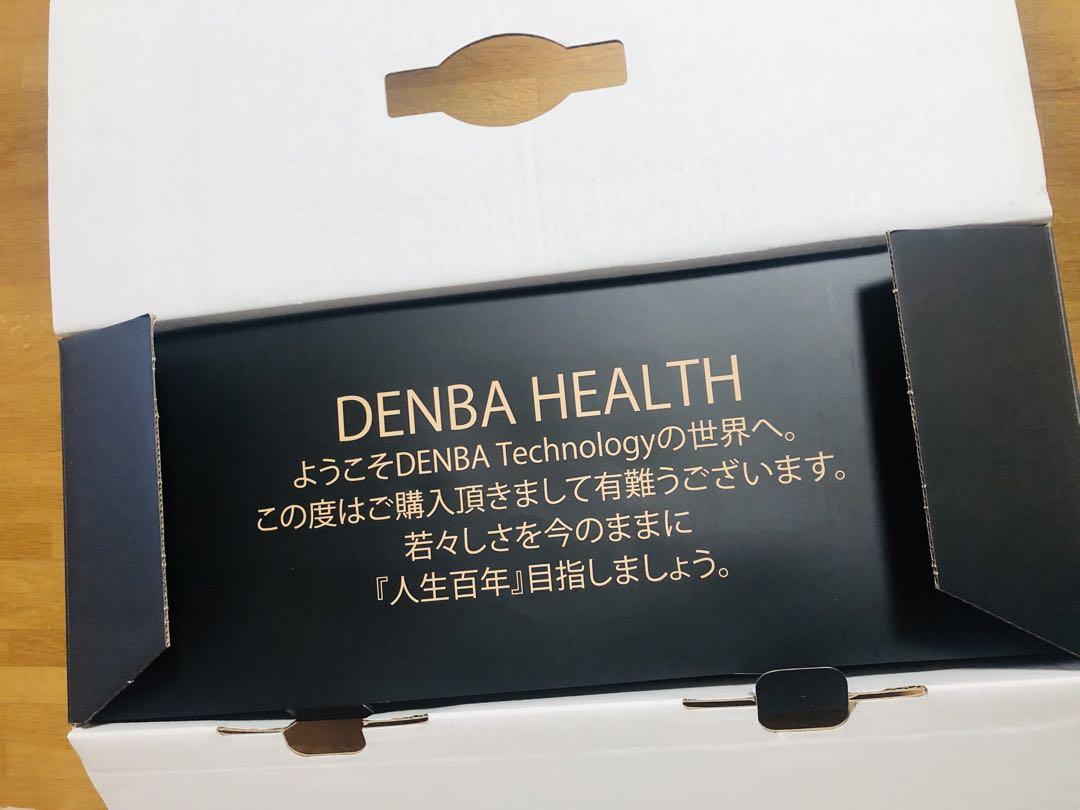 DENBA HEALTH
ようこそDENBA Technologyの世界へ。
この度はご購入頂きまして有難うございます。
若々しさを今のままに
『人生百年』目指しましょう。